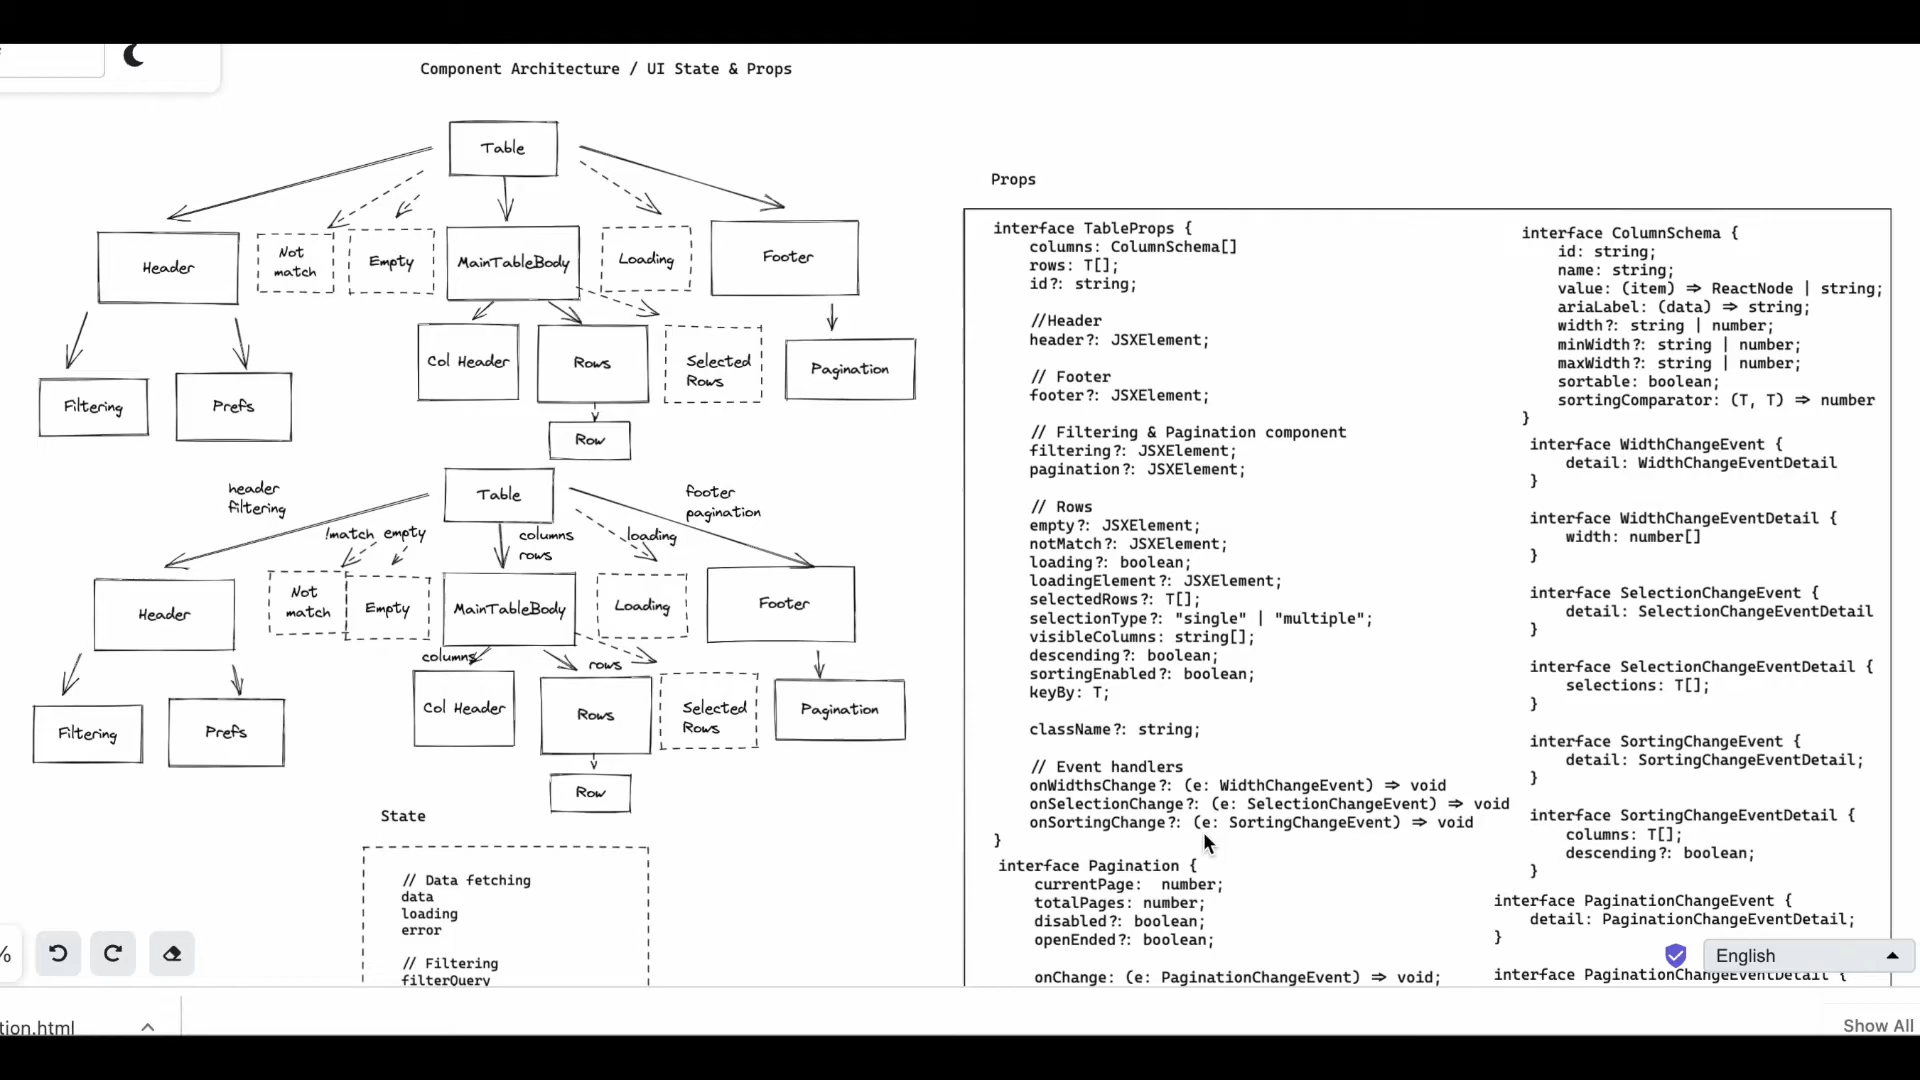 Component Architecture / UI State & Props
Table
Header
Not
match
Empty
MainTableBody
Loading
Footer
Filtering
Prefs
Col Header
Rows
Selected
Rows
Pagination
Row
Table
header
filtering
footer
pagination
!match
empty
columns
rows
loading
Header
Not
match
Empty
MainTableBody
Loading
Footer
columns
rows
Filtering
Prefs
Col Header
Rows
Selected
Rows
Pagination
Row
State
// Data fetching
data
loading
error
// Filtering
filterQuery
Props
interface TableProps {
columns: ColumnSchema[]
rows: T[];
id?: string;
//Header
header?: JSXElement;
// Footer
footer?: JSXElement;
// Filtering & Pagination component
filtering?: JSXElement;
pagination?: JSXElement;
// Rows
empty?: JSXElement;
notMatch?: JSXElement;
loading?: boolean;
loadingElement?: JSXElement;
selectedRows?: T[];
selectionType?: "single" | "multiple";
visibleColumns: string[];
descending?: boolean;
sortingEnabled?: boolean;
keyBy: T;
className?: string;
// Event handlers
onWidthsChange?: (e: WidthChangeEvent) => void
onSelectionChange?: (e: SelectionChangeEvent) => void
onSortingChange?: (e: SortingChangeEvent) => void
}
interface Pagination {
currentPage: number;
totalPages: number;
disabled?: boolean;
openEnded?: boolean;
onChange: (e: PaginationChangeEvent) => void;
interface ColumnSchema {
id: string;
name: string;
value: (item) => ReactNode | string;
ariaLabel: (data) => string;
width?: string | number;
minWidth?: string | number;
maxWidth?: string | number;
sortable: boolean;
sortingComparator: (T, T) => number
}
interface WidthChangeEvent {
detail: WidthChangeEventDetail
}
interface WidthChangeEventDetail {
width: number[]
}
interface SelectionChangeEvent {
detail: SelectionChangeEventDetail
}
interface SelectionChangeEventDetail {
selections: T[];
}
interface SortingChangeEvent {
detail: SortingChangeEventDetail;
}
interface SortingChangeEventDetail {
columns: T[];
descending?: boolean;
}
interface PaginationChangeEvent {
detail: PaginationChangeEventDetail;
}
interface PaginationChangeEventDetail {
%
English
tion.html
Show All